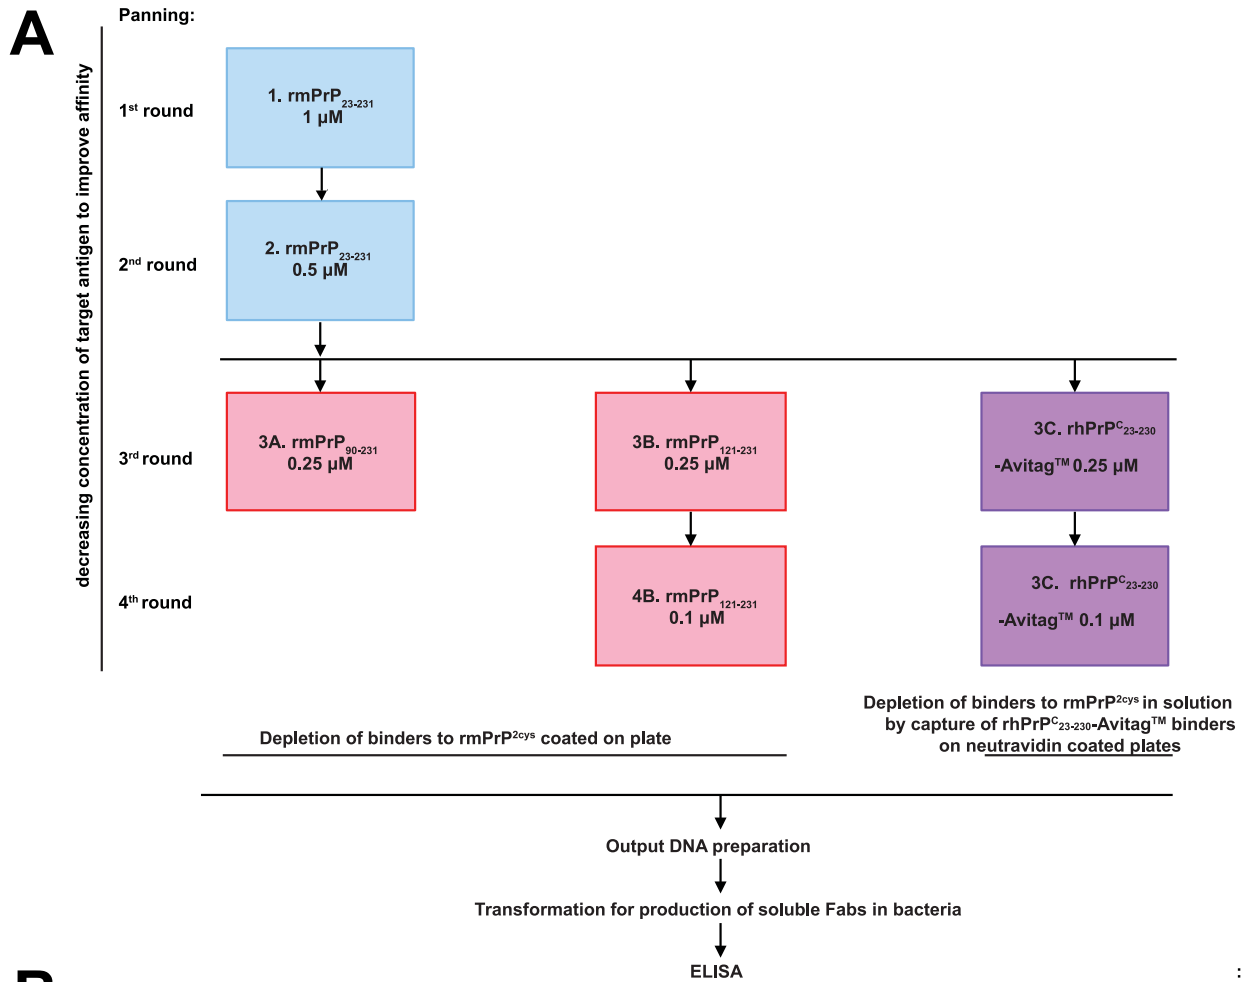 A
Panning:
decreasing concentration of target antigen to improve affinity
1st round
1. rmPrP23-231
1 µM
2nd round
2. rmPrP23-231
0.5 µM
3rd round
3A. rmPrP90-231
0.25 µM
3B. rmPrP121-231
0.25 µM
3C. rhPrPC23-230
-Avitag™ 0.25 µM
4th round
4B. rmPrP121-231
0.1 µM
3C. rhPrPC23-230
-Avitag™ 0.1 µM
Depletion of binders to rmPrP2cys coated on plate
Depletion of binders to rmPrP2cys in solution
by capture of rhPrPC23-230-Avitag™ binders
on neutravidin coated plates
Output DNA preparation
Transformation for production of soluble Fabs in bacteria
ELISA
: